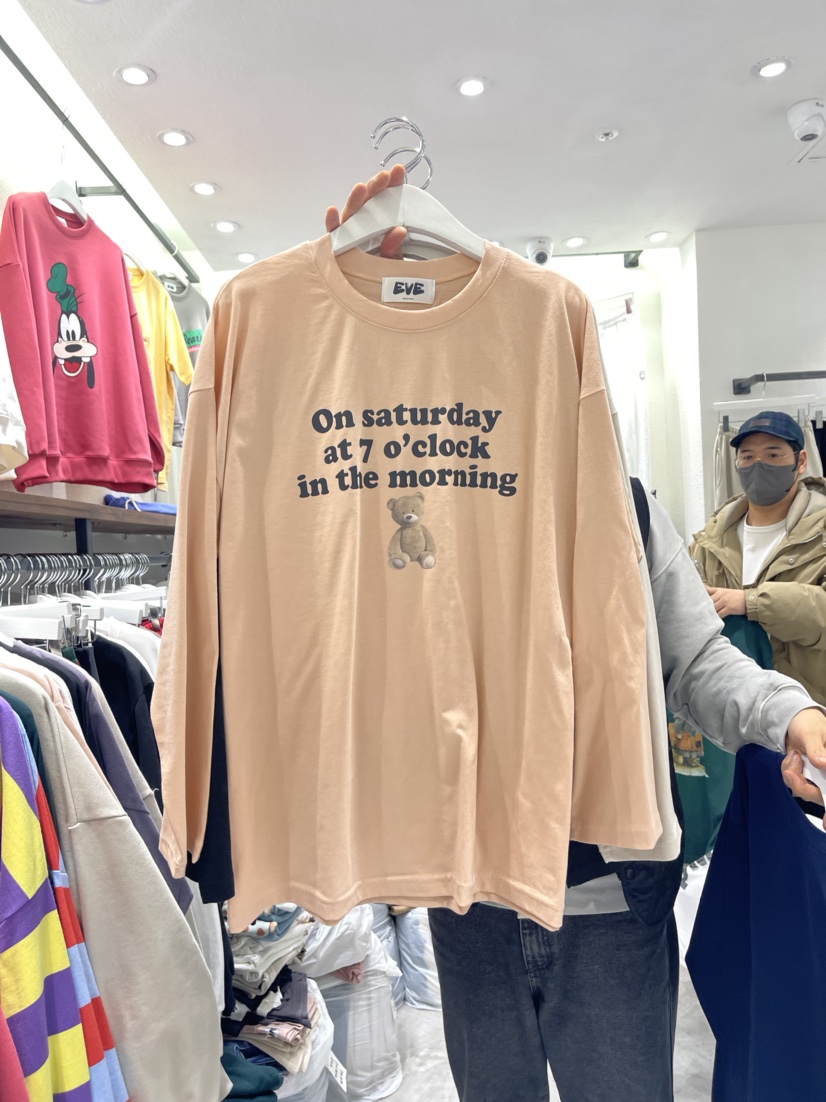 EVE
On saturday
at 7 o'clock
in the morning